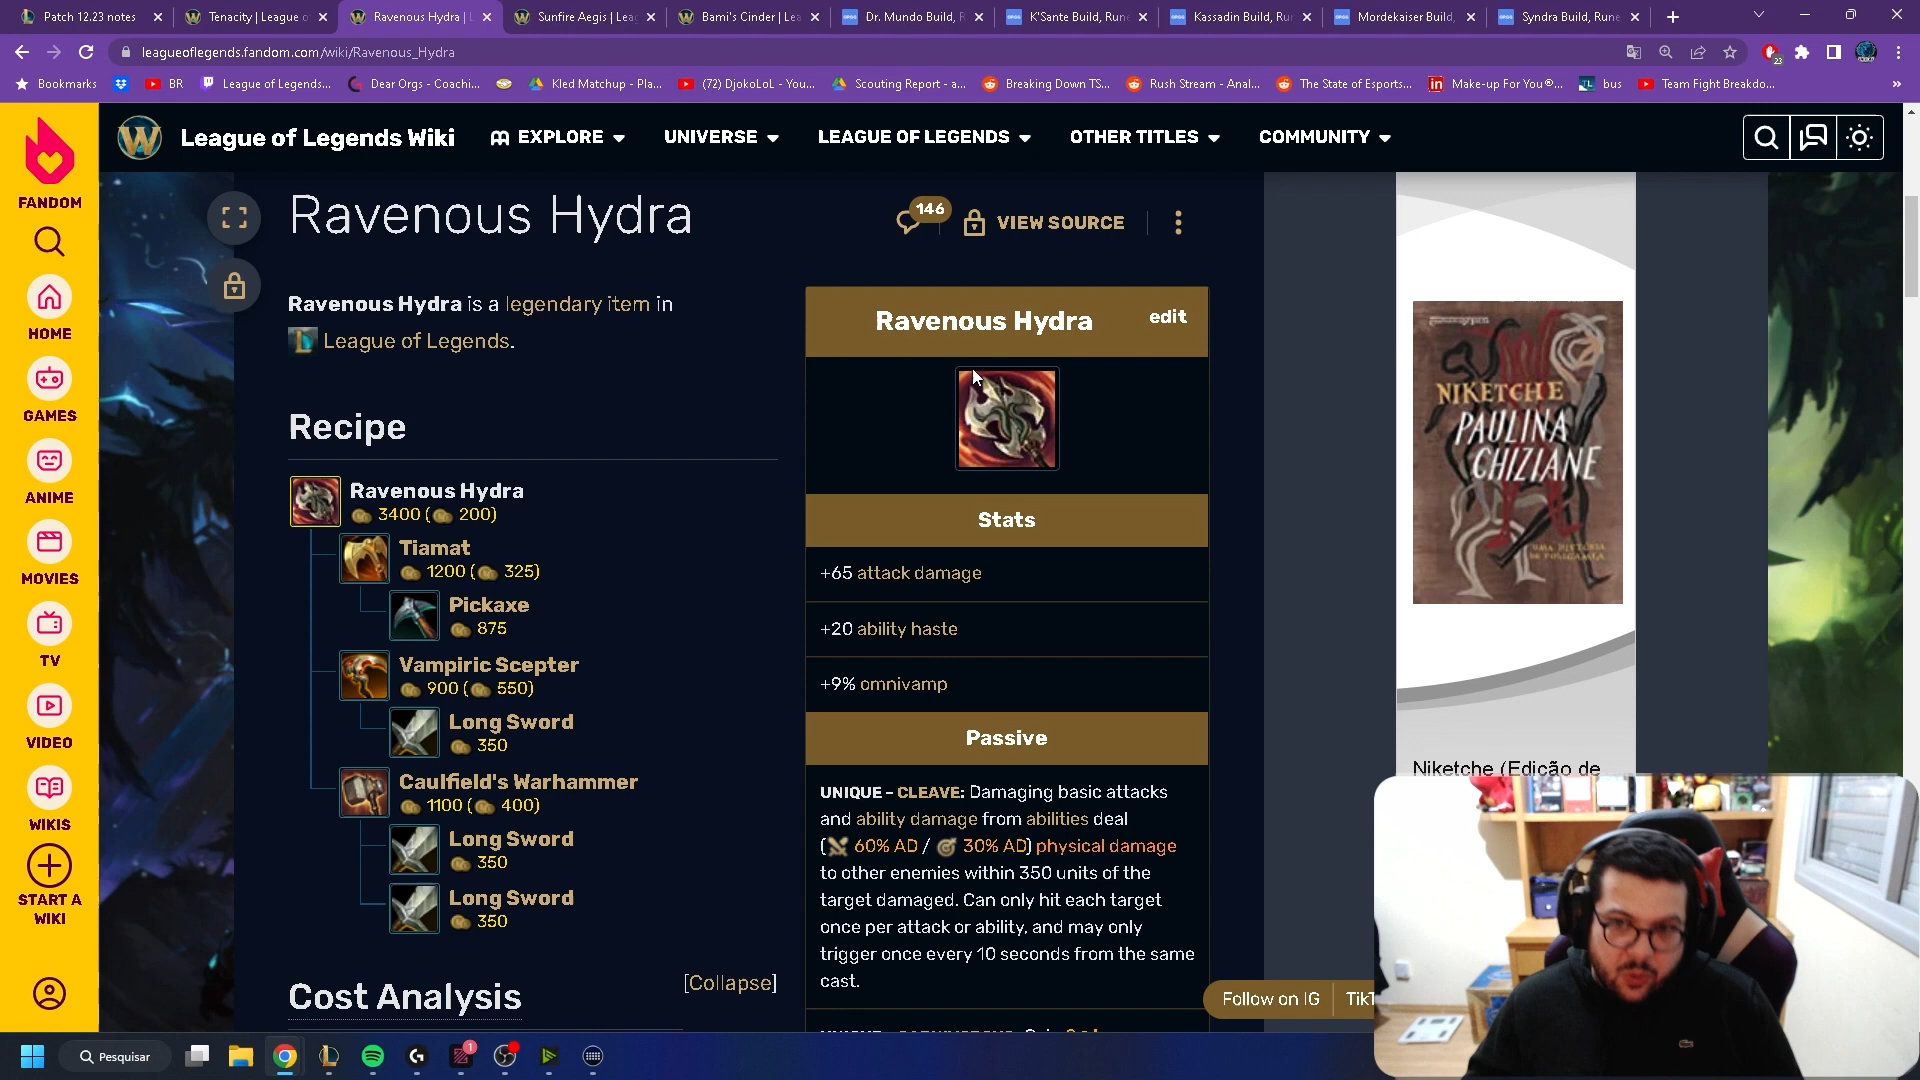 Patch 12.23 notes
Tenacity | League o
Ravenous Hydra | L
Sunfire Aegis | Leag
Bami's Cinder | Lea
Dr. Mundo Build, R
K'Sante Build, Rune
Kassadin Build, Ru
Mordekaiser Build,
Syndra Build, Rune
leagueoflegends.fandom.com/wiki/Ravenous_Hydra
23
Bookmarks
BR
League of Legends...
Dear Orgs - Coachi...
Kled Matchup - Pla...
(72) DjokoLoL - You...
Scouting Report - a...
Breaking Down TS...
Rush Stream - Anal...
The State of Esports...
Make-up For You®...
bus
Team Fight Breakdo...
League of Legends Wiki
EXPLORE
UNIVERSE
LEAGUE OF LEGENDS
OTHER TITLES
COMMUNITY
FANDOM
HOME
GAMES
ANIME
MOVIES
TV
VIDEO
WIKIS
START A
WIKI
Ravenous Hydra
146
VIEW SOURCE
Ravenous Hydra is a legendary item in
League of Legends.
Recipe
Ravenous Hydra
3400 ( 200)
Tiamat
1200 ( 325)
Pickaxe
875
Vampiric Scepter
900 ( 550)
Long Sword
350
Caulfield's Warhammer
1100 ( 400)
Long Sword
350
Long Sword
350
Cost Analysis
[Collapse]
Ravenous Hydra
edit
Stats
+65 attack damage
+20 ability haste
+9% omnivamp
Passive
UNIQUE – CLEAVE: Damaging basic attacks
and ability damage from abilities deal
( 60% AD / 30% AD) physical damage
to other enemies within 350 units of the
target damaged. Can only hit each target
once per attack or ability, and may only
trigger once every 10 seconds from the same
cast.
NIKETCHE
PAULINA
CHIZIANE
UMA HISTÓRIA
DE POLIGAMIA
Niketche (Edição de
Follow on IG
TikT
Pesquisar
1